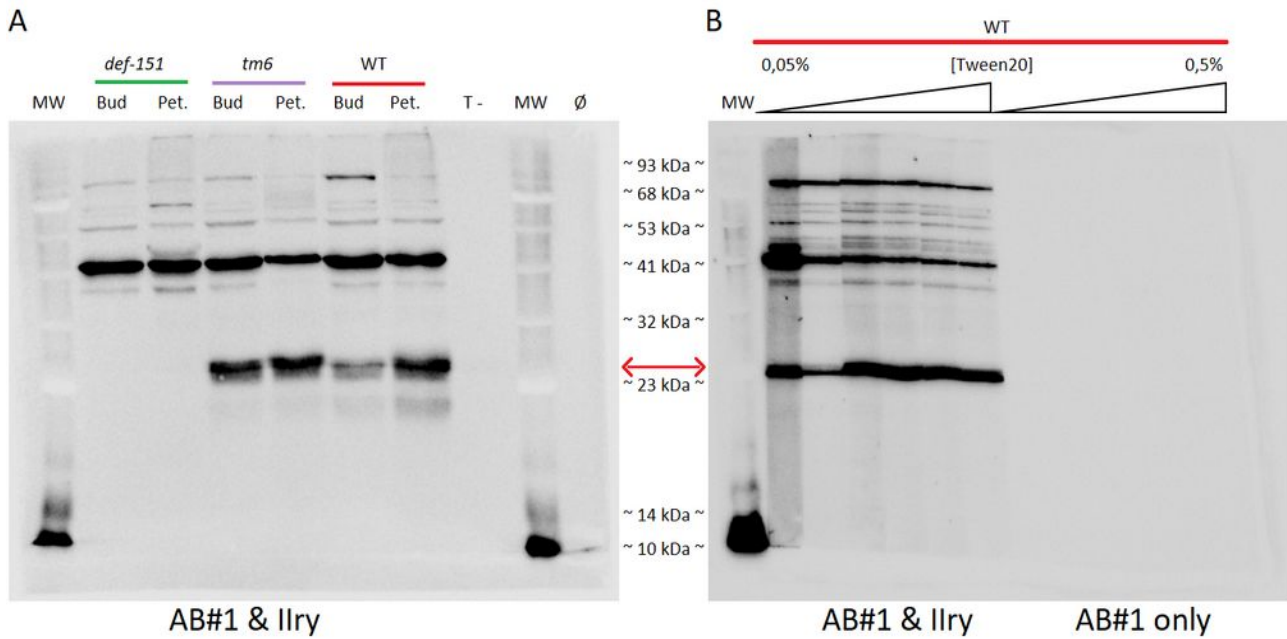 A
def-151 tm6 WT
MW Bud Pet. Bud Pet. Bud Pet. T - MW Ø
~ 93 kDa ~
~ 68 kDa ~
~ 53 kDa ~
~ 41 kDa ~
~ 32 kDa ~
~ 23 kDa ~
~ 14 kDa ~
~ 10 kDa ~
AB#1 & IIry
B
WT
0,05% [Tween20] 0,5%
MW
AB#1 & IIry AB#1 only